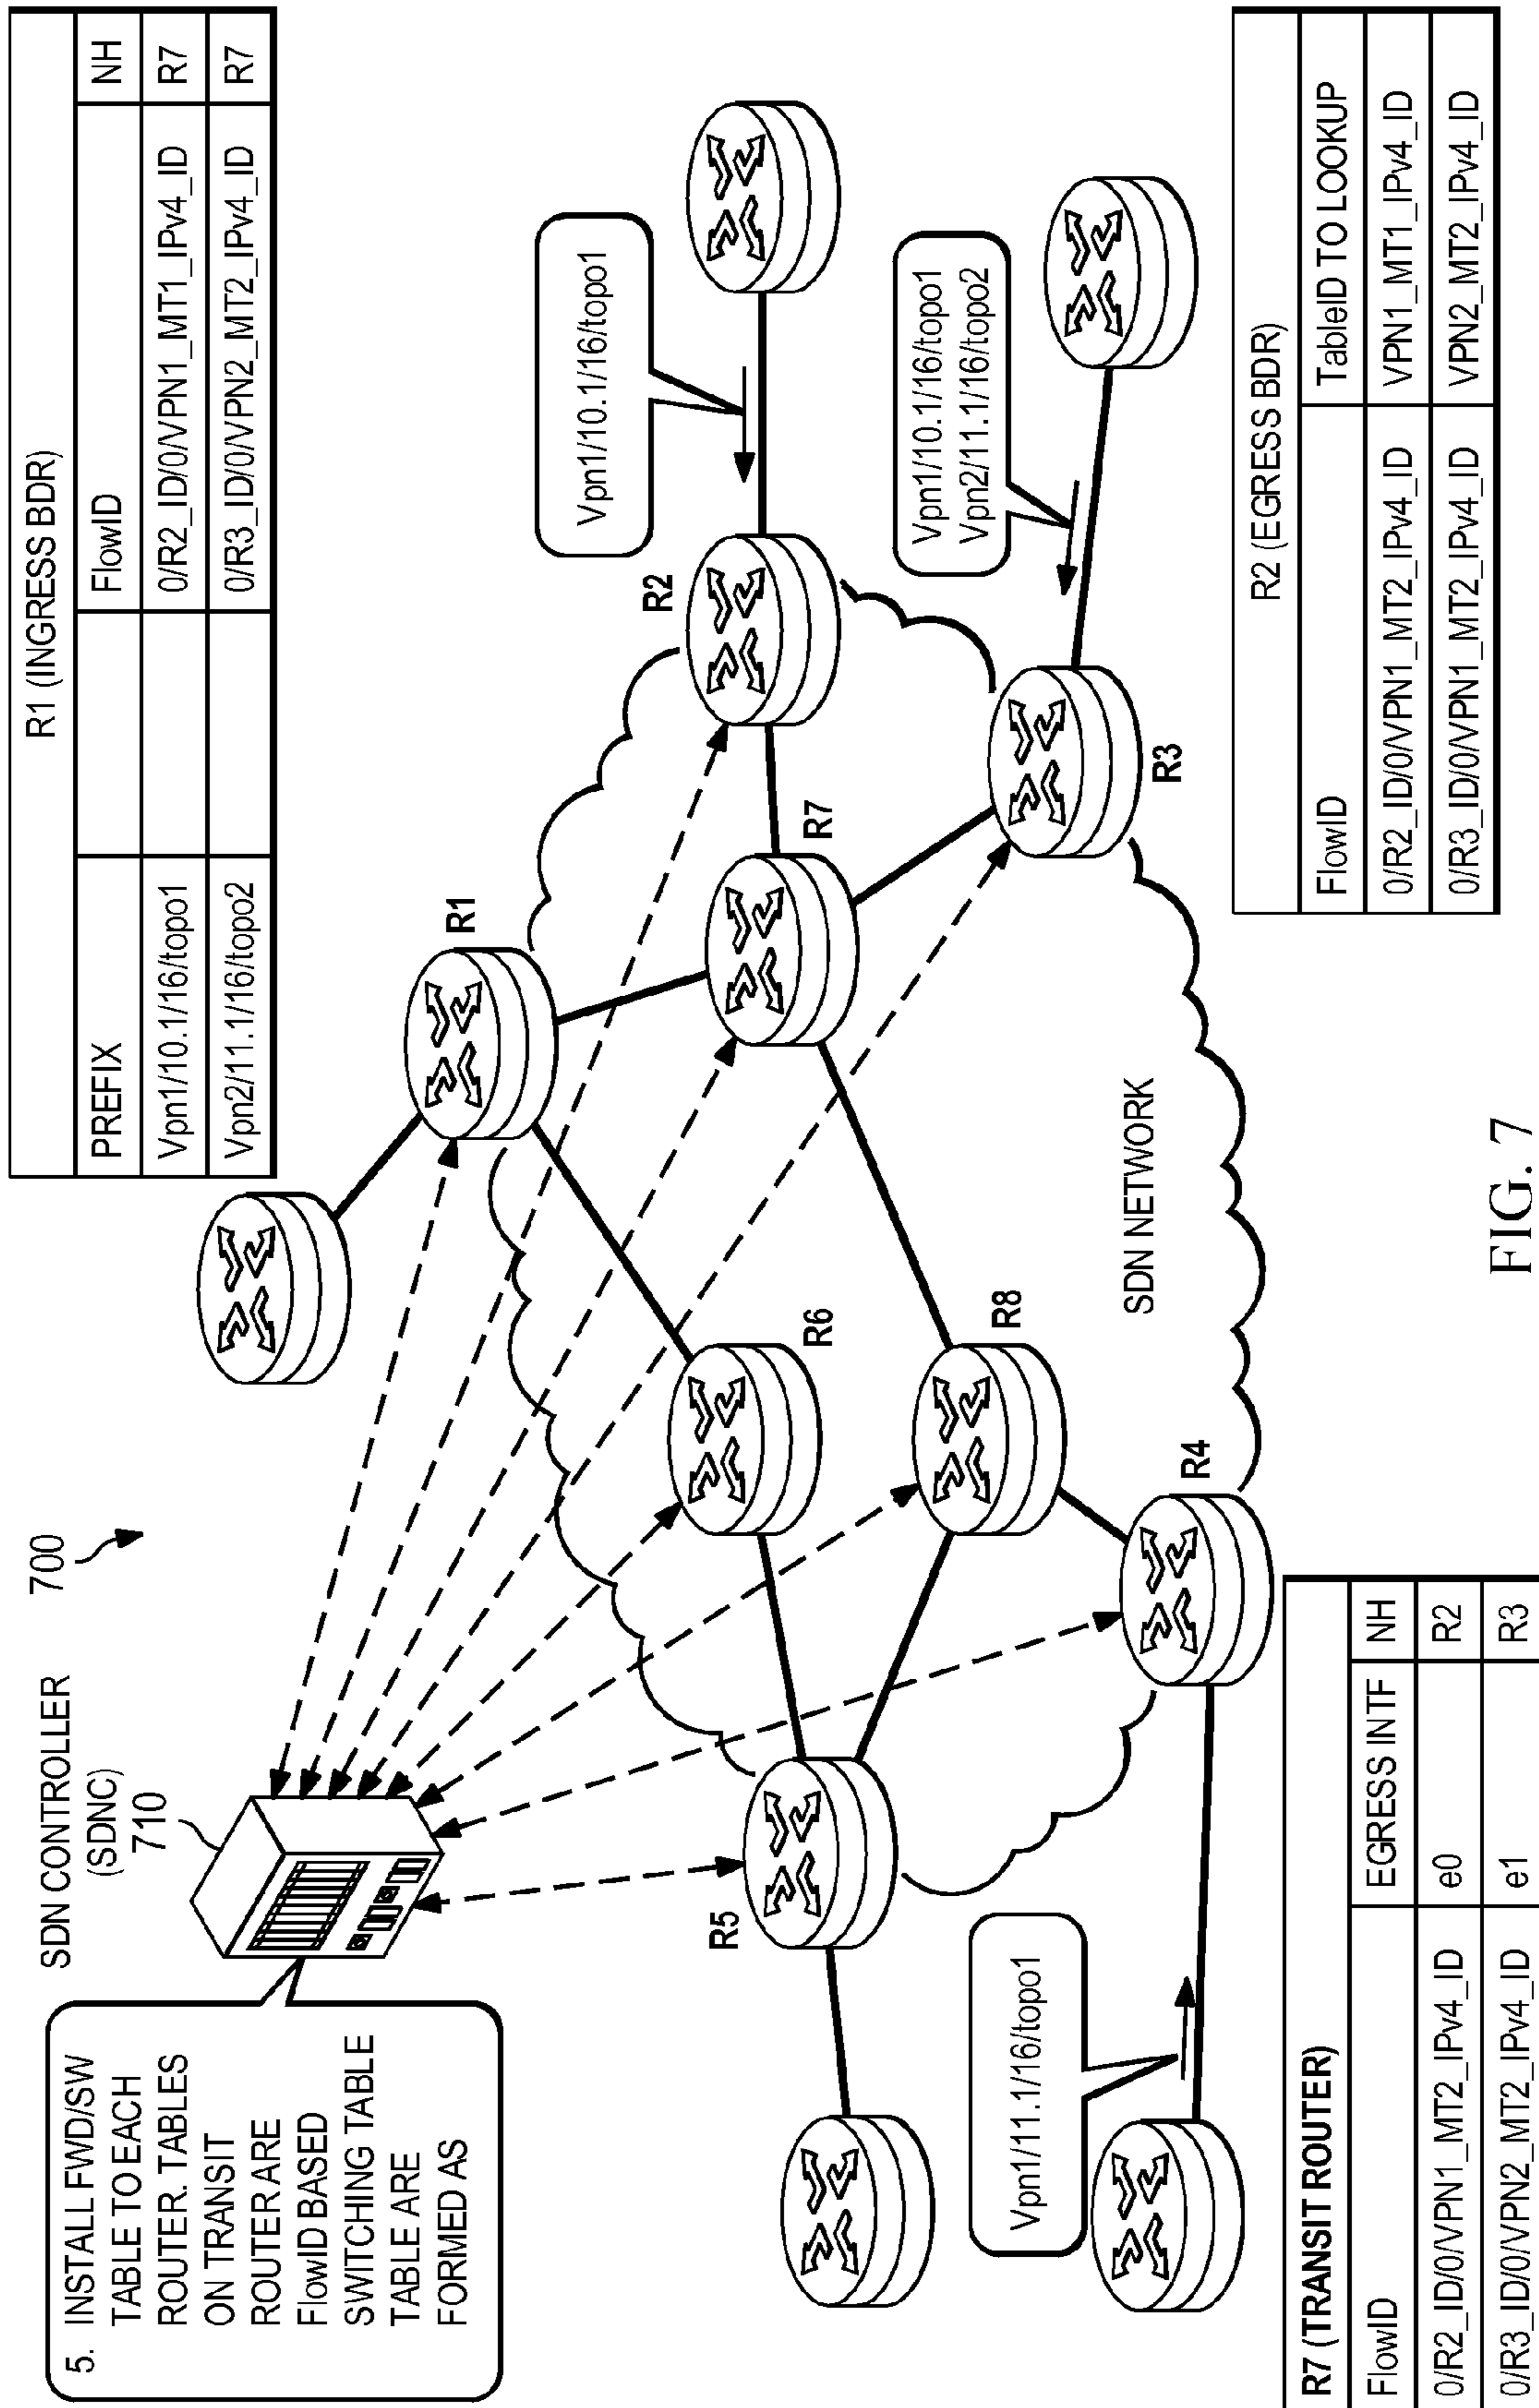 700
SDN CONTROLLER
(SDNC)
710
5. INSTALL FWD/SW
TABLE TO EACH
ROUTER. TABLES
ON TRANSIT
ROUTER ARE
FlowID BASED
SWITCHING TABLE
TABLE ARE
FORMED AS
R1 (INGRESS BDR)
PREFIX FlowID NH
Vpn1/10.1/16/topo1 0/R2_ID/0/VPN1_MT1_IPv4_ID R7
Vpn2/11.1/16/topo2 0/R3_ID/0/VPN2_MT2_IPv4_ID R7
R1
R2
Vpn1/10.1/16/topo1
R7
R6
R5
R8
R3
Vpn1/10.1/16/topo1
Vpn2/11.1/16/topo2
SDN NETWORK
R4
Vpn1/11.1/16/topo1
R7 (TRANSIT ROUTER)
FlowID EGRESS INTF NH
0/R2_ID/0/VPN1_MT2_IPv4_ID e0 R2
0/R3_ID/0/VPN2_MT2_IPv4_ID e1 R3
R2 (EGRESS BDR)
FlowID TableID TO LOOKUP
0/R2_ID/0/VPN1_MT2_IPv4_ID VPN1_MT1_IPv4_ID
0/R3_ID/0/VPN1_MT2_IPv4_ID VPN2_MT2_IPv4_ID
FIG. 7